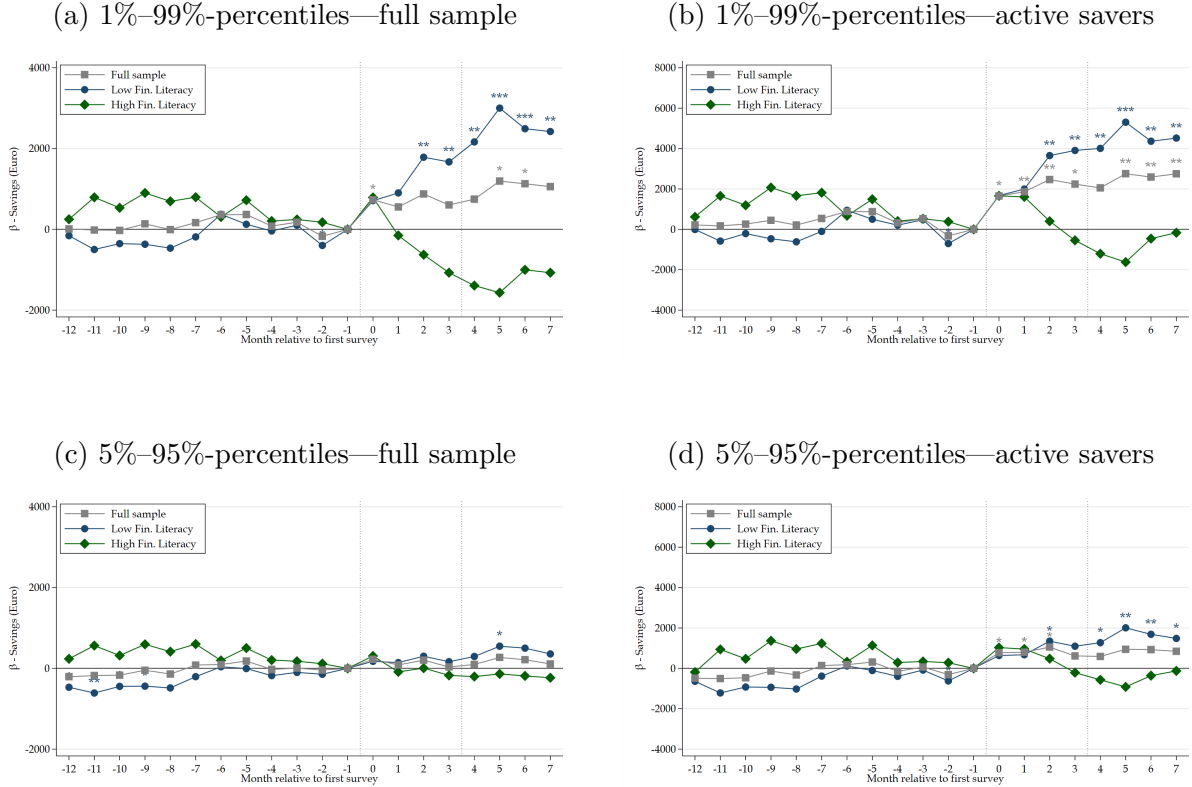 (a) 1%–99%-percentiles—full sample
4000
2000
0
-2000
β - Savings (Euro)
Full sample
Low Fin. Literacy
High Fin. Literacy
* ** ** ** *** *** ** * *
-12 -11 -10 -9 -8 -7 -6 -5 -4 -3 -2 -1 0 1 2 3 4 5 6 7
Month relative to first survey
(b) 1%–99%-percentiles—active savers
8000
6000
4000
2000
0
-2000
-4000
β - Savings (Euro)
Full sample
Low Fin. Literacy
High Fin. Literacy
* ** ** ** ** * ** *** ** ** ** ** **
-12 -11 -10 -9 -8 -7 -6 -5 -4 -3 -2 -1 0 1 2 3 4 5 6 7
Month relative to first survey
(c) 5%–95%-percentiles—full sample
4000
2000
0
-2000
β - Savings (Euro)
Full sample
Low Fin. Literacy
High Fin. Literacy
** * *
-12 -11 -10 -9 -8 -7 -6 -5 -4 -3 -2 -1 0 1 2 3 4 5 6 7
Month relative to first survey
(d) 5%–95%-percentiles—active savers
8000
6000
4000
2000
0
-2000
-4000
β - Savings (Euro)
Full sample
Low Fin. Literacy
High Fin. Literacy
* * * * * ** ** *
-12 -11 -10 -9 -8 -7 -6 -5 -4 -3 -2 -1 0 1 2 3 4 5 6 7
Month relative to first survey